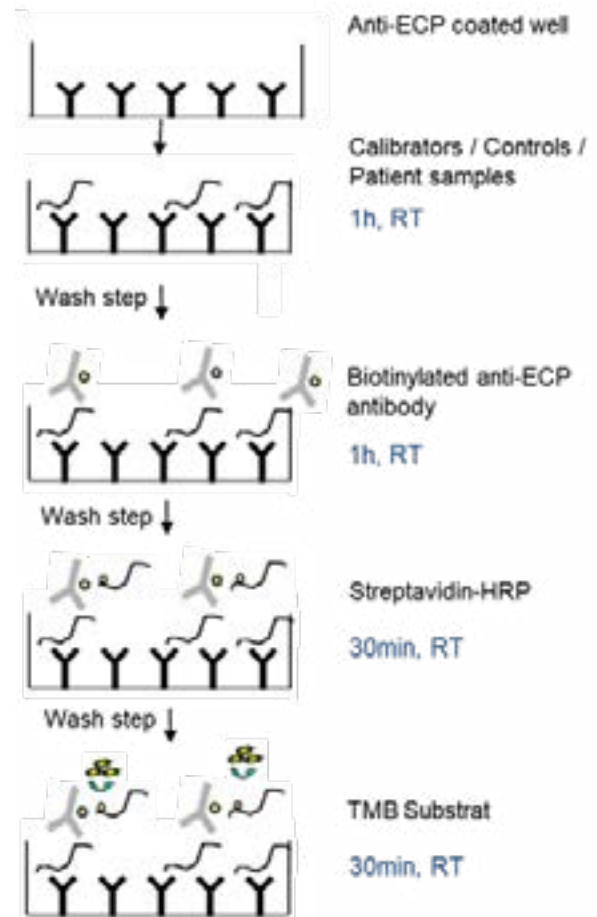 Anti-ECP coated well
Calibrators / Controls /
Patient samples
1h, RT
Wash step
Biotinylated anti-ECP
antibody
1h, RT
Wash step
Streptavidin-HRP
30min, RT
Wash step
TMB Substrat
30min, RT